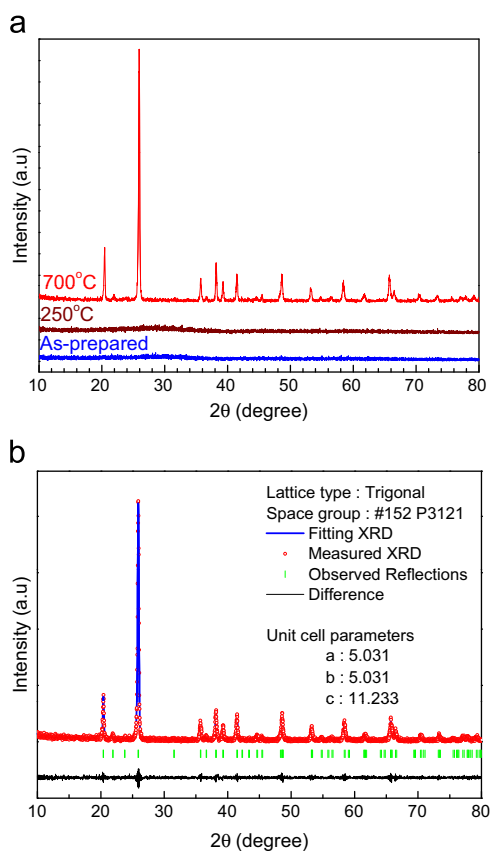 a
Intensity (a.u)
700°C
250°C
As-prepared
10 20 30 40 50 60 70 80
2θ (degree)
b
Lattice type : Trigonal
Space group : #152 P3121
Fitting XRD
Measured XRD
Observed Reflections
Difference
Unit cell parameters
a : 5.031
b : 5.031
c : 11.233
Intensity (a.u)
10 20 30 40 50 60 70 80
2θ (degree)